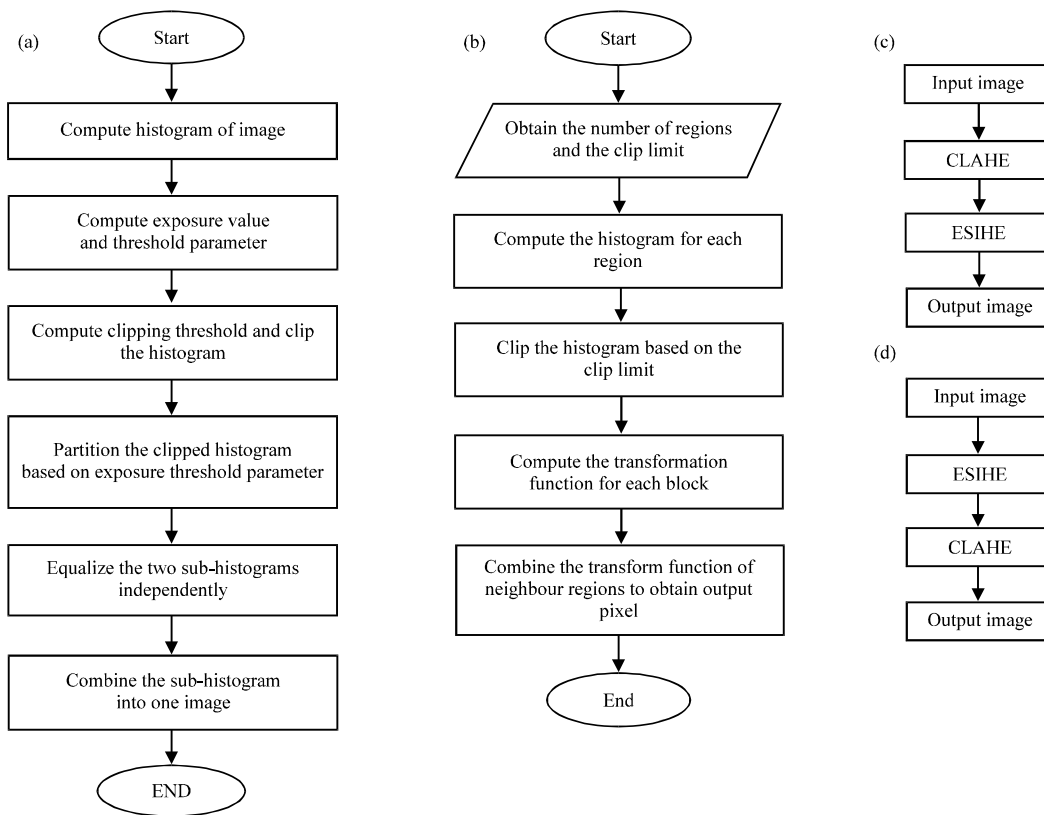 (a)
Start
Compute histogram of image
Compute exposure value
and threshold parameter
Compute clipping threshold and clip
the histogram
Partition the clipped histogram
based on exposure threshold parameter
Equalize the two sub-histograms
independently
Combine the sub-histogram
into one image
END
(b)
Start
Obtain the number of regions
and the clip limit
Compute the histogram for each
region
Clip the histogram based on the
clip limit
Compute the transformation
function for each block
Combine the transform function of
neighbour regions to obtain output
pixel
End
(c)
Input image
CLAHE
ESIHE
Output image
(d)
Input image
ESIHE
CLAHE
Output image